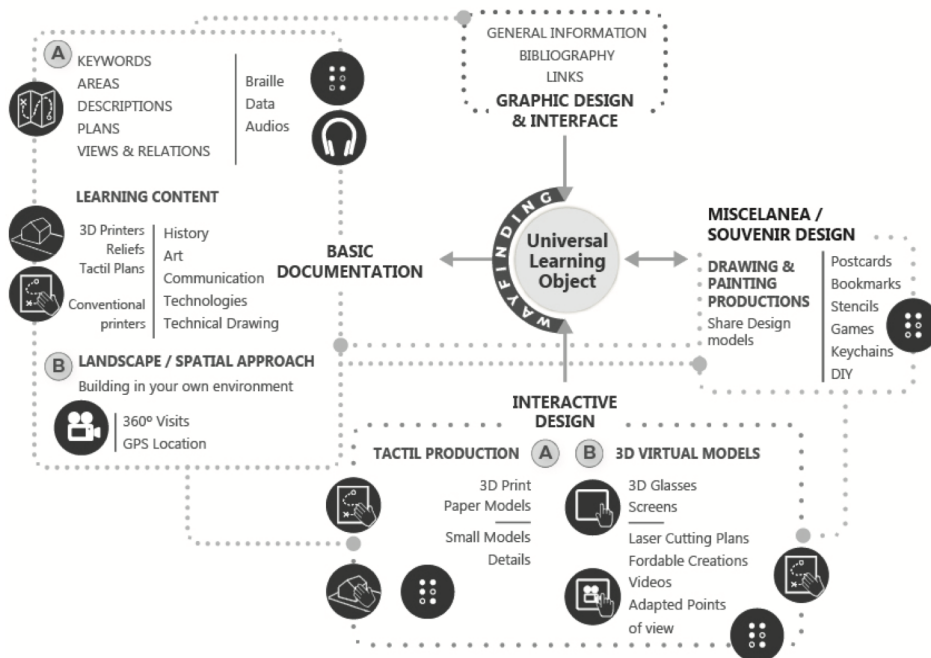 GENERAL INFORMATION
BIBLIOGRAPHY
LINKS
GRAPHIC DESIGN
& INTERFACE
A
KEYWORDS
AREAS
DESCRIPTIONS
PLANS
VIEWS & RELATIONS
Braille
Data
Audios
LEARNING CONTENT
3D Printers
Reliefs
Tactil Plans
Conventional
printers
History
Art
Communication
Technologies
Technical Drawing
B
LANDSCAPE / SPATIAL APPROACH
Building in your own environment
360º Visits
GPS Location
BASIC
DOCUMENTATION
WAYFINDING
Universal
Learning
Object
MISCELANEA /
SOUVENIR DESIGN
DRAWING &
PAINTING
PRODUCTIONS
Share Design
models
Postcards
Bookmarks
Stencils
Games
Keychains
DIY
INTERACTIVE
DESIGN
TACTIL PRODUCTION
A
3D Print
Paper Models
Small Models
Details
B
3D VIRTUAL MODELS
3D Glasses
Screens
Laser Cutting Plans
Fordable Creations
Videos
Adapted Points
of view